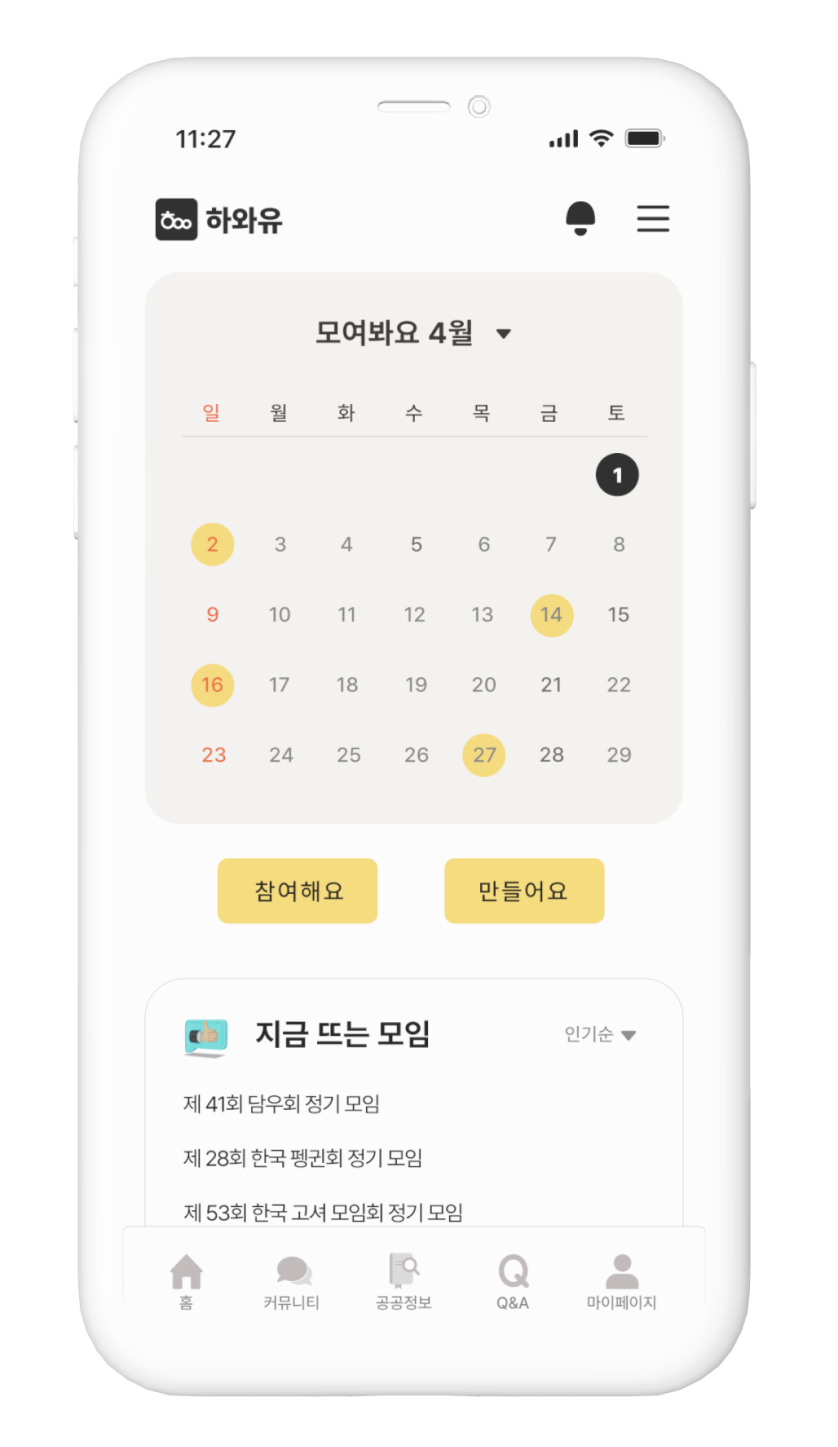 11:27
하와유
모여봐요 4월
일 월 화 수 목 금 토
1
2 3 4 5 6 7 8
9 10 11 12 13 14 15
16 17 18 19 20 21 22
23 24 25 26 27 28 29
참여해요 만들어요
지금 뜨는 모임 인기순
제 41회 담우회 정기 모임
제 28회 한국 펭귄회 정기 모임
제 53회 한국 고셔 모임회 정기 모임
홈 커뮤니티 공공정보 Q&A 마이페이지